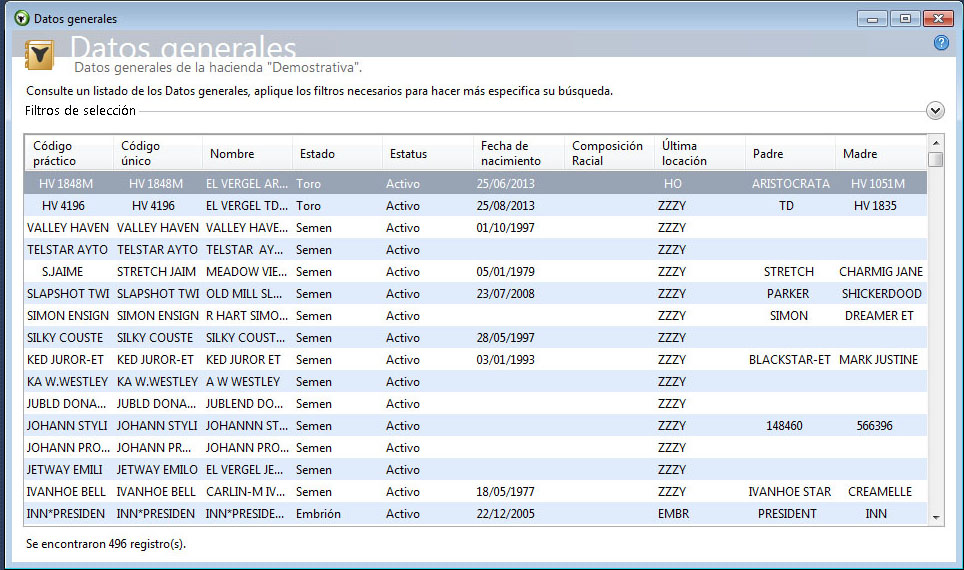 Datos generales
Datos generales
Datos generales de la hacienda "Demostrativa".
Consulte un listado de los Datos generales, aplique los filtros necesarios para hacer más especifica su búsqueda.
Filtros de selección
Código práctico Código único Nombre Estado Estatus Fecha de nacimiento Composición Racial Última locación Padre Madre
HV 1848M HV 1848M EL VERGEL AR... Toro Activo 25/06/2013 HO ARISTOCRATA HV 1051M
HV 4196 HV 4196 EL VERGEL TD... Toro Activo 25/08/2013 ZZZY TD HV 1835
VALLEY HAVEN VALLEY HAVEN VALLEY HAVE... Semen Activo 01/10/1997 ZZZY
TELSTAR AYTO TELSTAR AYTO TELSTAR AY... Semen Activo ZZZY
S.JAIME STRETCH JAIM MEADOW VIE... Semen Activo 05/01/1979 ZZZY STRETCH CHARMIG JANE
SLAPSHOT TWI SLAPSHOT TWI OLD MILL SL... Semen Activo 23/07/2008 ZZZY PARKER SHICKERDOOD
SIMON ENSIGN SIMON ENSIGN R HART SIMO... Semen Activo ZZZY SIMON DREAMER ET
SILKY COUSTE SILKY COUSTE SILKY COUST... Semen Activo 28/05/1997 ZZZY
KED JUROR-ET KED JUROR-ET KED JUROR ET Semen Activo 03/01/1993 ZZZY BLACKSTAR-ET MARK JUSTINE
KA W.WESTLEY KA W.WESTLEY A W WESTLEY Semen Activo ZZZY
JUBLD DONA... JUBLD DONA... JUBLEND DO... Semen Activo ZZZY
JOHANN STYLI JOHANN STYLI JOHANNN ST... Semen Activo ZZZY 148460 566396
JOHANN PRO... JOHANN PR... JOHANN PRO... Semen Activo ZZZY
JETWAY EMILI JETWAY EMILO EL VERGEL JE... Semen Activo ZZZY
IVANHOE BELL IVANHOE BELL CARLIN-M IV... Semen Activo 18/05/1977 ZZZY IVANHOE STAR CREAMELLE
INN*PRESIDEN INN*PRESIDEN INN*PRESIDE... Embrión Activo 22/12/2005 EMBR PRESIDENT INN
Se encontraron 496 registro(s).